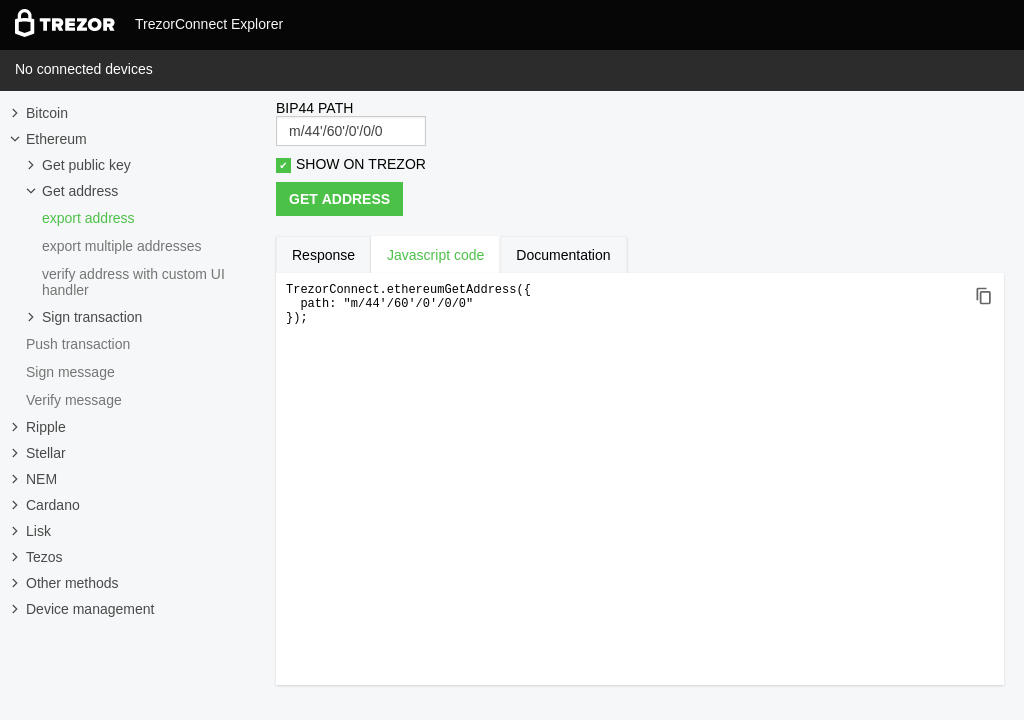 TREZOR TrezorConnect Explorer
No connected devices
Bitcoin
Ethereum
Get public key
Get address
export address
export multiple addresses
verify address with custom UI
handler
Sign transaction
Push transaction
Sign message
Verify message
Ripple
Stellar
NEM
Cardano
Lisk
Tezos
Other methods
Device management
BIP44 PATH
m/44'/60'/0'/0/0
SHOW ON TREZOR
GET ADDRESS
Response Javascript code Documentation
TrezorConnect.ethereumGetAddress({
  path: "m/44'/60'/0'/0/0"
});